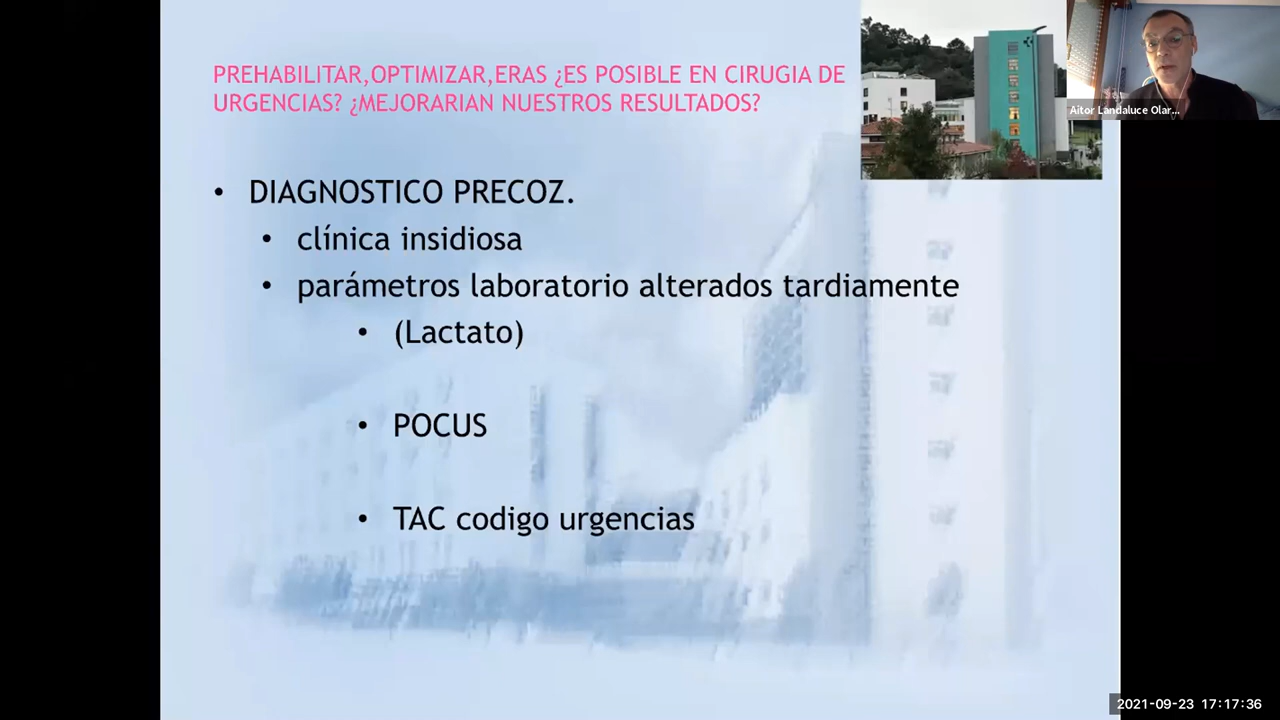 PREHABILITAR,OPTIMIZAR,ERAS ¿ES POSIBLE EN CIRUGIA DE
URGENCIAS? ¿MEJORARIAN NUESTROS RESULTADOS?
Aitor Landaluce Olar...
• DIAGNOSTICO PRECOZ.
• clínica insidiosa
• parámetros laboratorio alterados tardiamente
• (Lactato)
• POCUS
• TAC codigo urgencias
2021-09-23 17:17:36